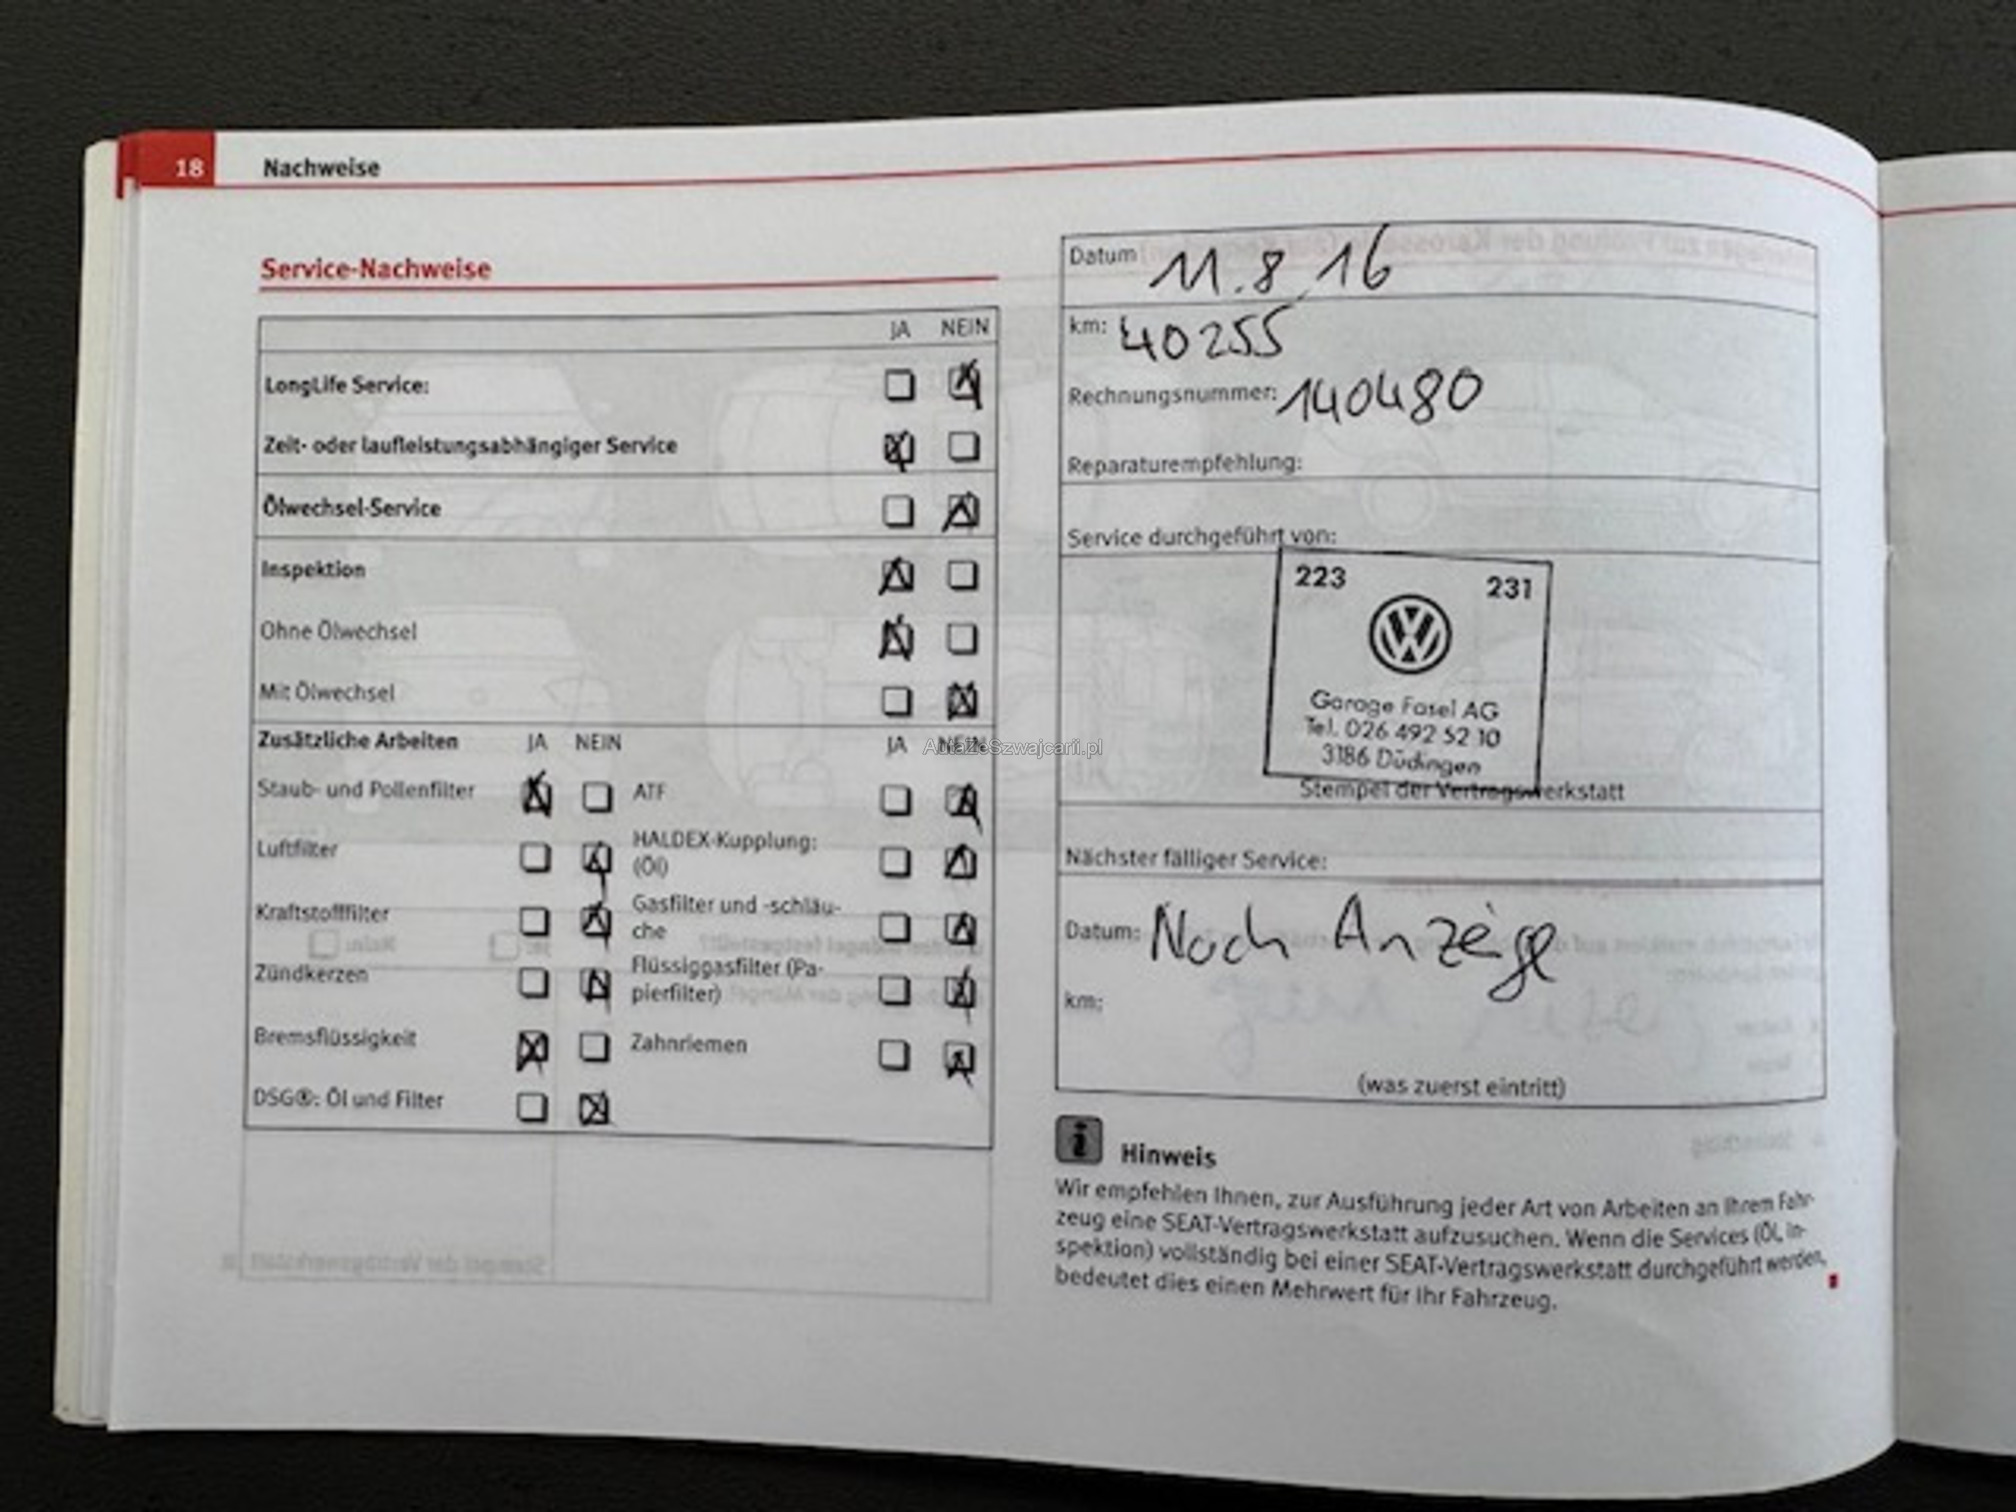 18 Nachweise
Service-Nachweise
JA NEIN
LongLife Service:
Zeit- oder laufleistungsabhängiger Service
Ölwechsel-Service
Inspektion
Ohne Ölwechsel
Mit Ölwechsel
Zusätzliche Arbeiten JA NEIN JA NEIN
Staub- und Pollenfilter ATF
Luftfilter HALDEX-Kupplung:
(Öl)
Kraftstofffilter Gasfilter und -schläu-
che
Zündkerzen Flüssiggasfilter (Pa-
pierfilter)
Bremsflüssigkeit Zahnriemen
DSG®: Öl und Filter
AutaZeSzwajcarii.pl
Datum 11.8.16
km: 40255
Rechnungsnummer: 140480
Reparaturempfehlung:
Service durchgeführt von:
223 231
Garage Fasel AG
Tel. 026 492 52 10
3186 Düdingen
Stempel der Vertragswerkstatt
Nächster fälliger Service:
Datum: Nach Anzeige
km:
(was zuerst eintritt)
i Hinweis
Wir empfehlen Ihnen, zur Ausführung jeder Art von Arbeiten an Ihrem Fahr-
zeug eine SEAT-Vertragswerkstatt aufzusuchen. Wenn die Services (Öl, In-
spektion) vollständig bei einer SEAT-Vertragswerkstatt durchgeführt werden,
bedeutet dies einen Mehrwert für Ihr Fahrzeug.